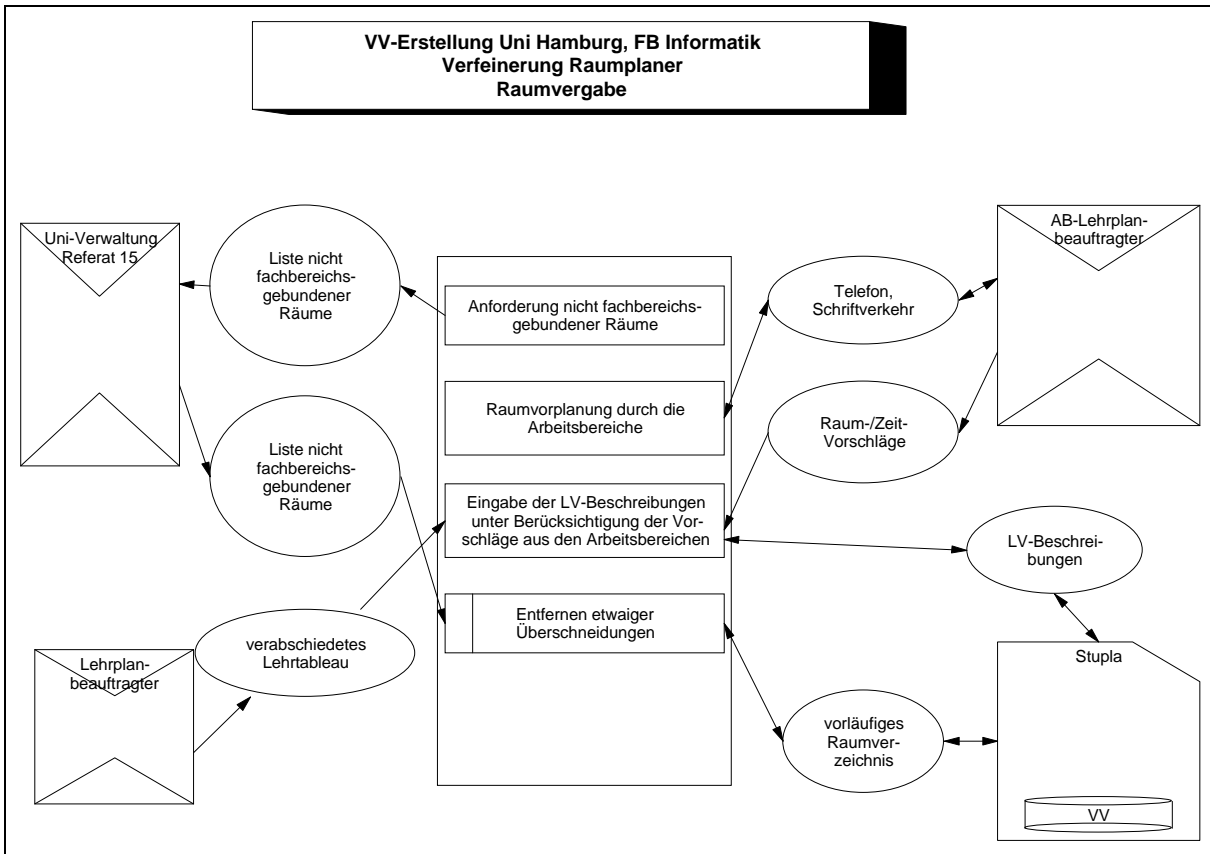 VV-Erstellung Uni Hamburg, FB Informatik
Verfeinerung Raumplaner
Raumvergabe
Uni-Verwaltung
Referat 15
Liste nicht
fachbereichs-
gebundener
Räume
Anforderung nicht fachbereichs-
gebundener Räume
Telefon,
Schriftverkehr
AB-Lehrplan-
beauftragter
Raumvorplanung durch die
Arbeitsbereiche
Raum-/Zeit-
Vorschläge
Liste nicht
fachbereichs-
gebundener
Räume
Eingabe der LV-Beschreibungen
unter Berücksichtigung der Vor-
schläge aus den Arbeitsbereichen
LV-Beschrei-
bungen
Entfernen etwaiger
Überschneidungen
verabschiedetes
Lehrtableau
Lehrplan-
beauftragter
Stupla
vorläufiges
Raumver-
zeichnis
VV